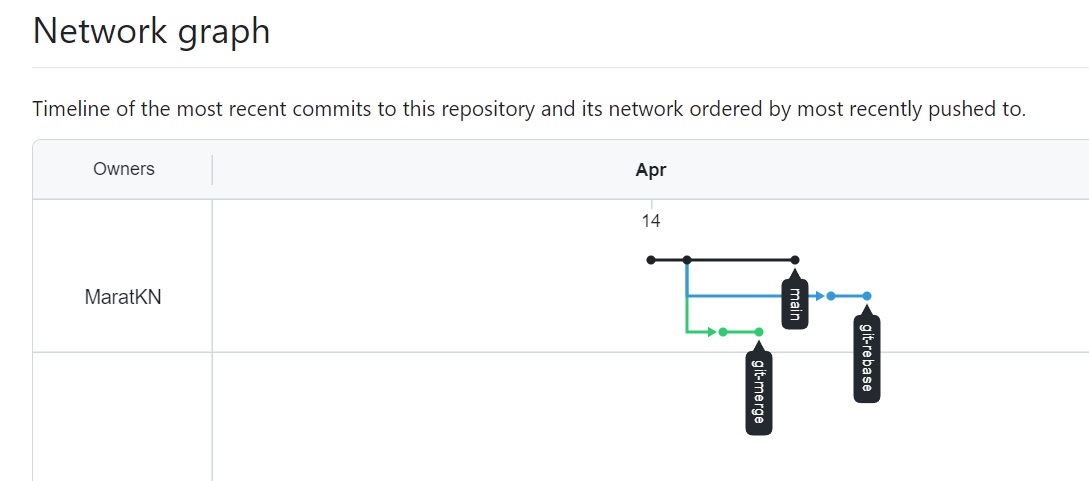 Network graph
Timeline of the most recent commits to this repository and its network ordered by most recently pushed to.
Owners
Apr
14
MaratKN
main
git-rebase
git-merge